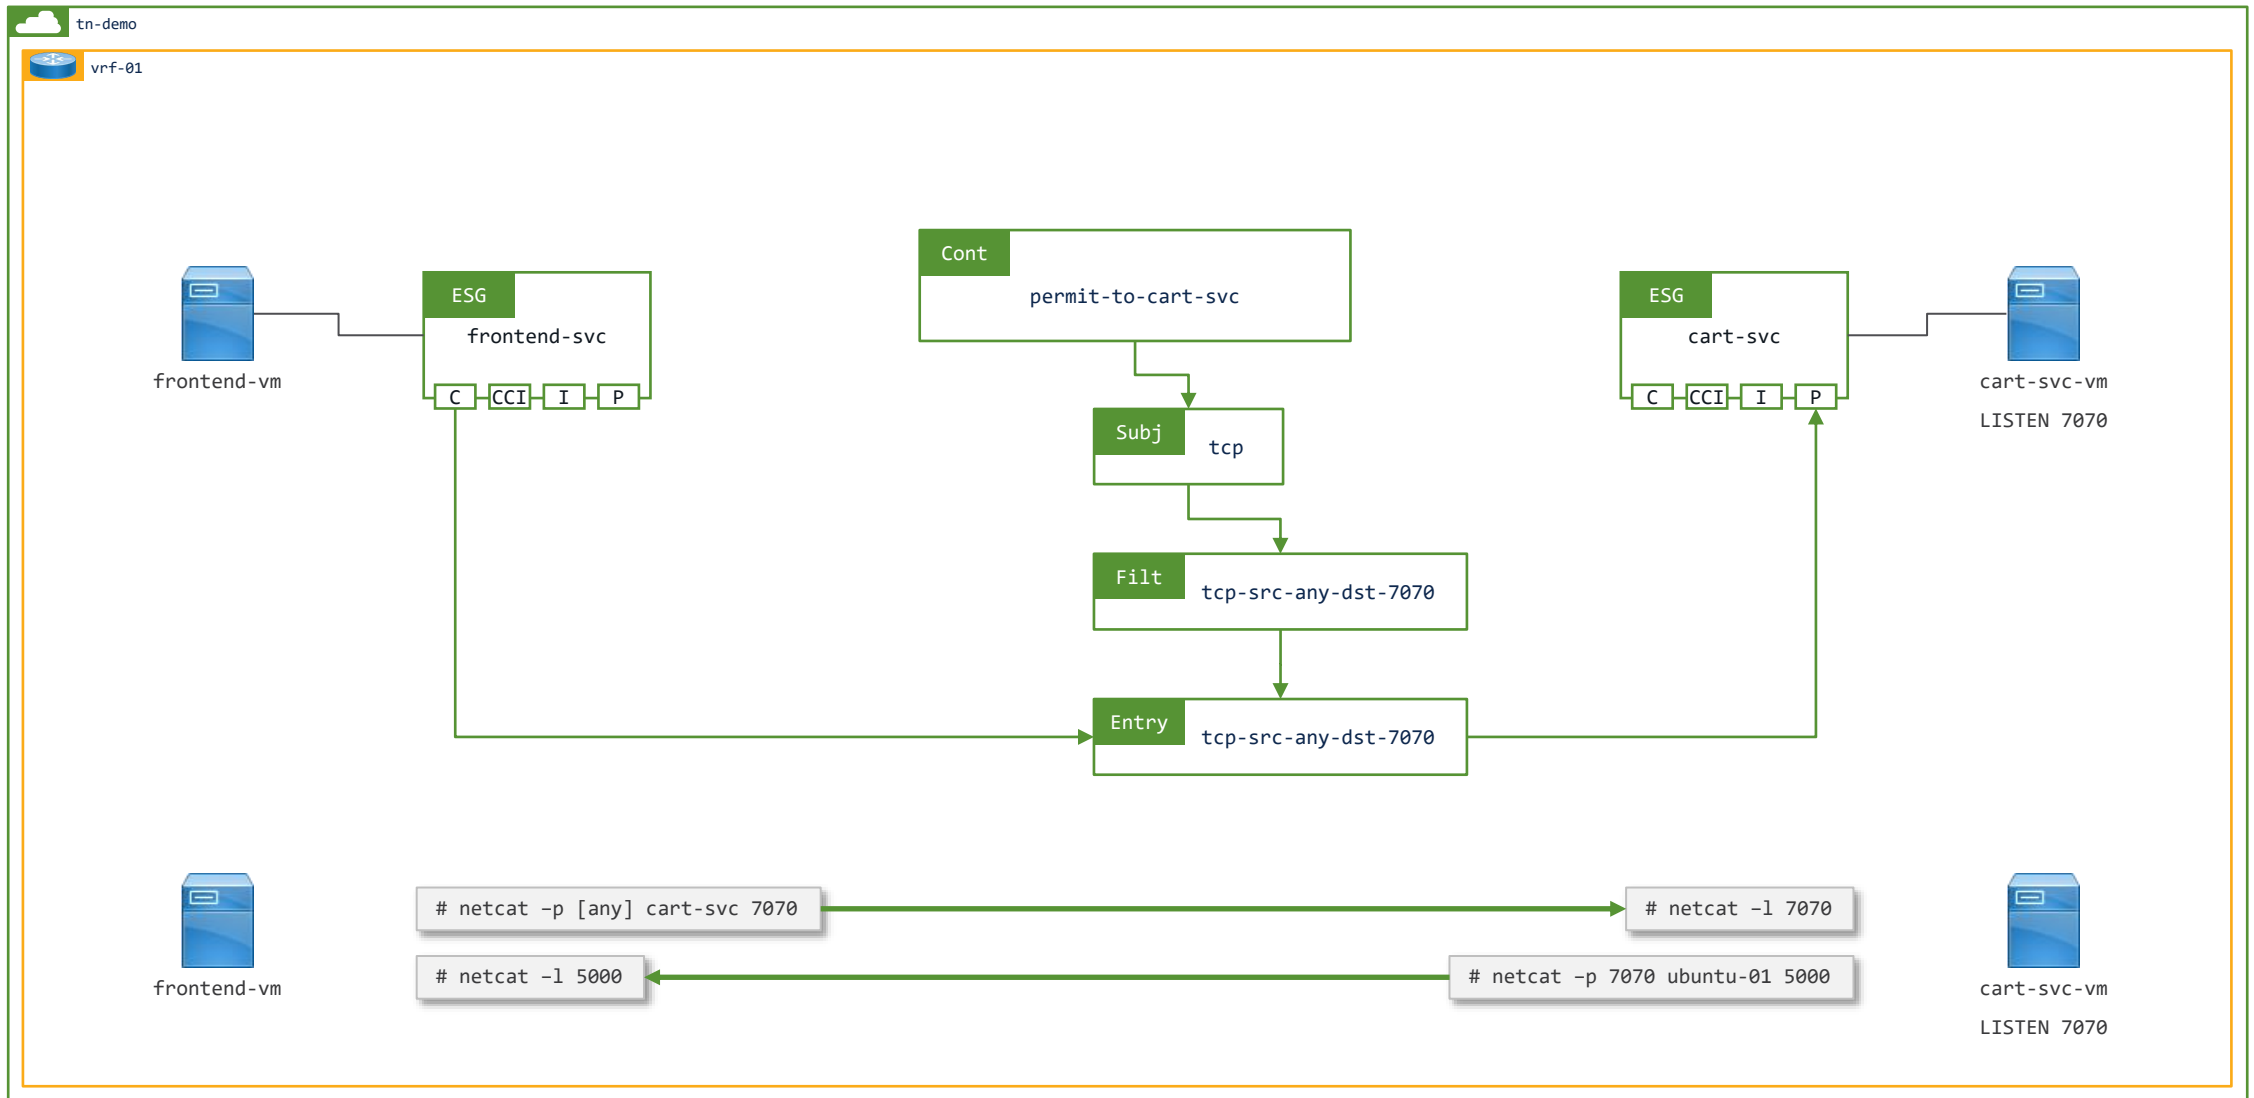 tn-demo
vrf-01
Cont
permit-to-cart-svc
ESG
frontend-svc
C CCI I P
frontend-vm
ESG
cart-svc
C CCI I P
cart-svc-vm
LISTEN 7070
Subj
tcp
Filt
tcp-src-any-dst-7070
Entry
tcp-src-any-dst-7070
# netcat –p [any] cart-svc 7070
# netcat –l 7070
# netcat –l 5000
# netcat –p 7070 ubuntu-01 5000
frontend-vm
cart-svc-vm
LISTEN 7070